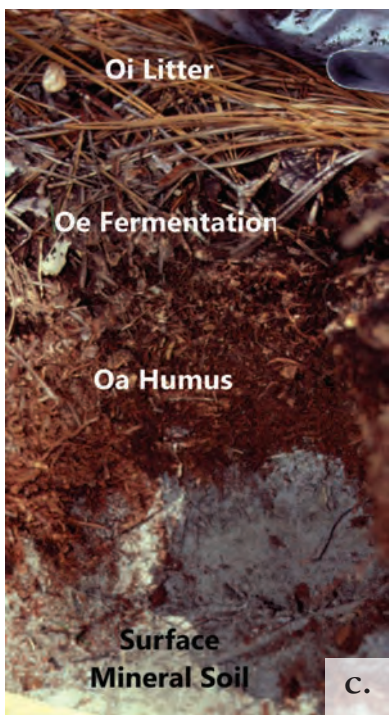 Oi Litter
Oe Fermentation
Oa Humus
Surface
Mineral Soil
c.